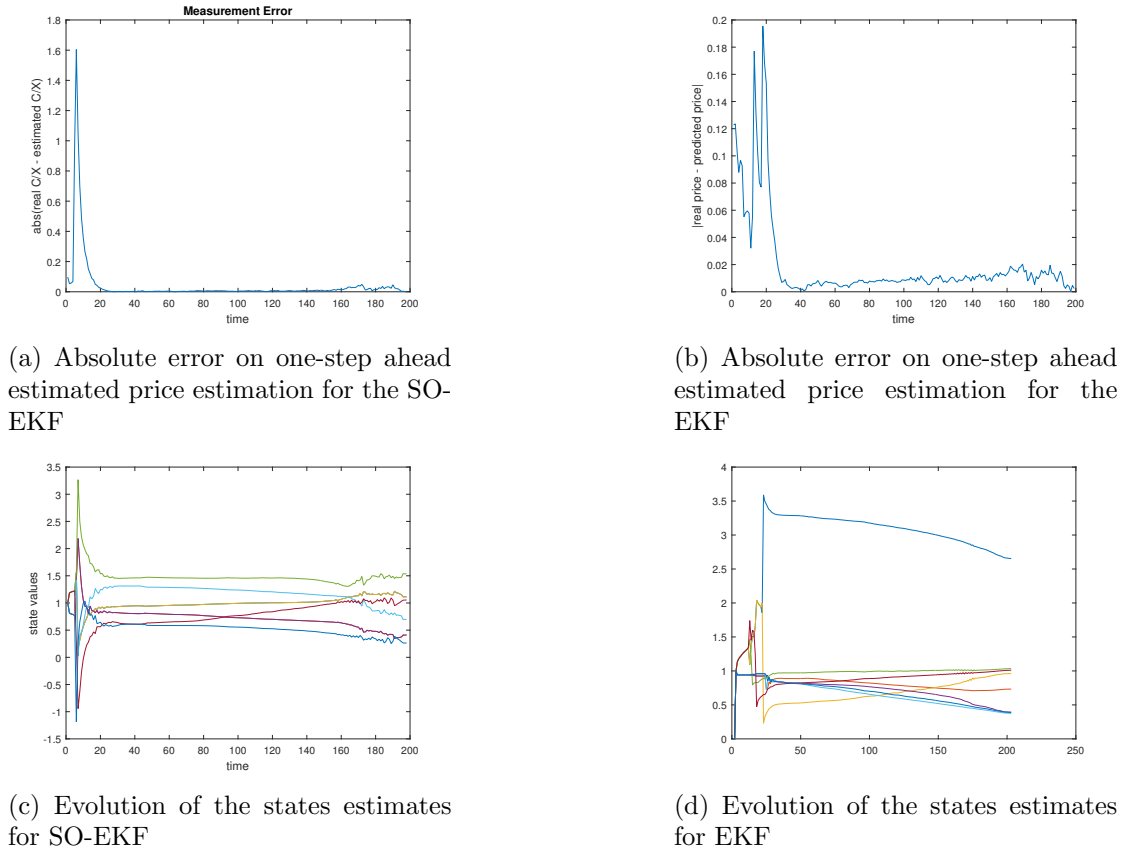 Measurement Error
abs(real C/X - estimated C/X)
1.8
1.6
1.4
1.2
1
0.8
0.6
0.4
0.2
0
0 20 40 60 80 100 120 140 160 180 200
time
|real price - predicted price|
0.2
0.18
0.16
0.14
0.12
0.1
0.08
0.06
0.04
0.02
0
0 20 40 60 80 100 120 140 160 180 200
time
(a) Absolute error on one-step ahead
estimated price estimation for the SO-
EKF
(b) Absolute error on one-step ahead
estimated price estimation for the
EKF
state values
3.5
3
2.5
2
1.5
1
0.5
0
-0.5
-1
-1.5
0 20 40 60 80 100 120 140 160 180 200
time
4
3.5
3
2.5
2
1.5
1
0.5
0
0 50 100 150 200 250
(c) Evolution of the states estimates
for SO-EKF
(d) Evolution of the states estimates
for EKF